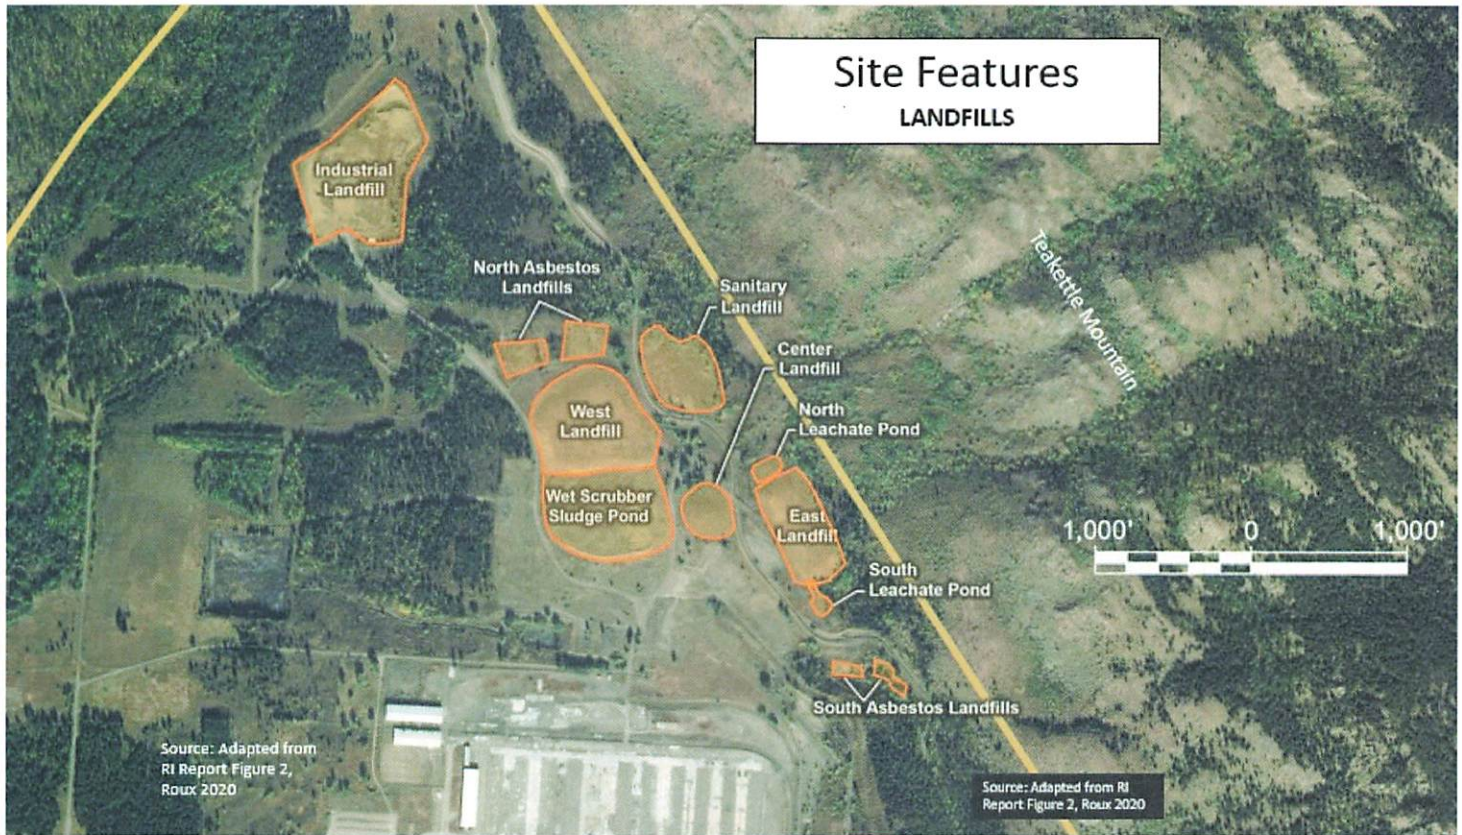 Site Features
LANDFILLS
Industrial
Landfill
North Asbestos
Landfills
Sanitary
Landfill
Teakettle Mountain
Center
Landfill
West
Landfill
North
Leachate Pond
Wet Scrubber
Sludge Pond
East
Landfill
1,000' 0 1,000'
South
Leachate Pond
South Asbestos Landfills
Source: Adapted from
RI Report Figure 2,
Roux 2020
Source: Adapted from RI
Report Figure 2, Roux 2020